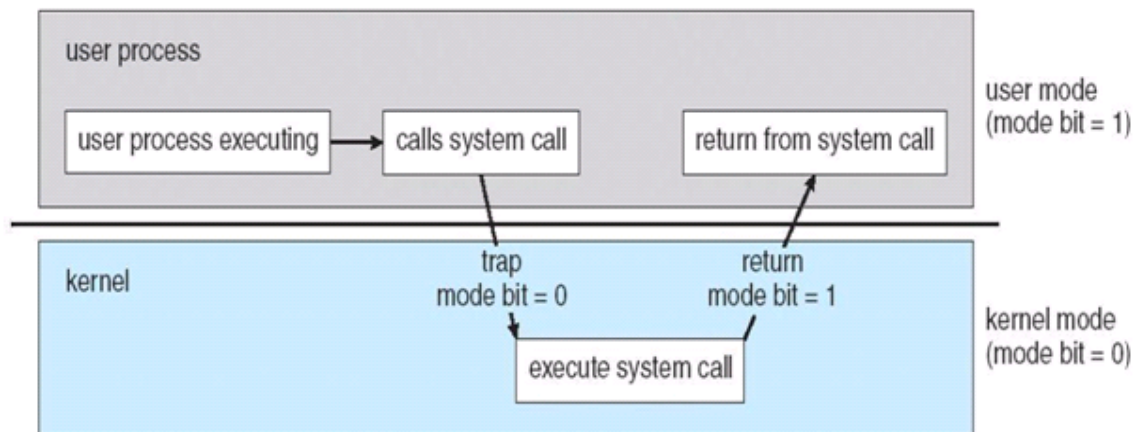 user process
user process executing
calls system call
return from system call
user mode
(mode bit = 1)
kernel
trap
mode bit = 0
return
mode bit = 1
execute system call
kernel mode
(mode bit = 0)